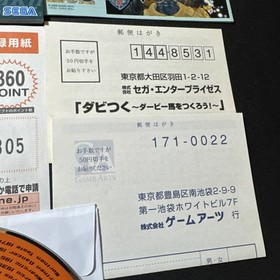 SEGA
録用紙
360
POINT
305
か電話で申請
ne.jp
郵便はがき
お手数ですが
50円切手を
お貼り下さい
1448531
東京都大田区羽田1-2-12
株式会社 セガ・エンタープライゼス
「ダビつく～ダービー馬をつくろう!～」
郵便はがき
お手数ですが
50円切手を
お貼り下さい
171-0022
GAME ARTS
東京都豊島区南池袋2-9-9
第一池袋ホワイトビル7F
株式会社 ゲームアーツ 行